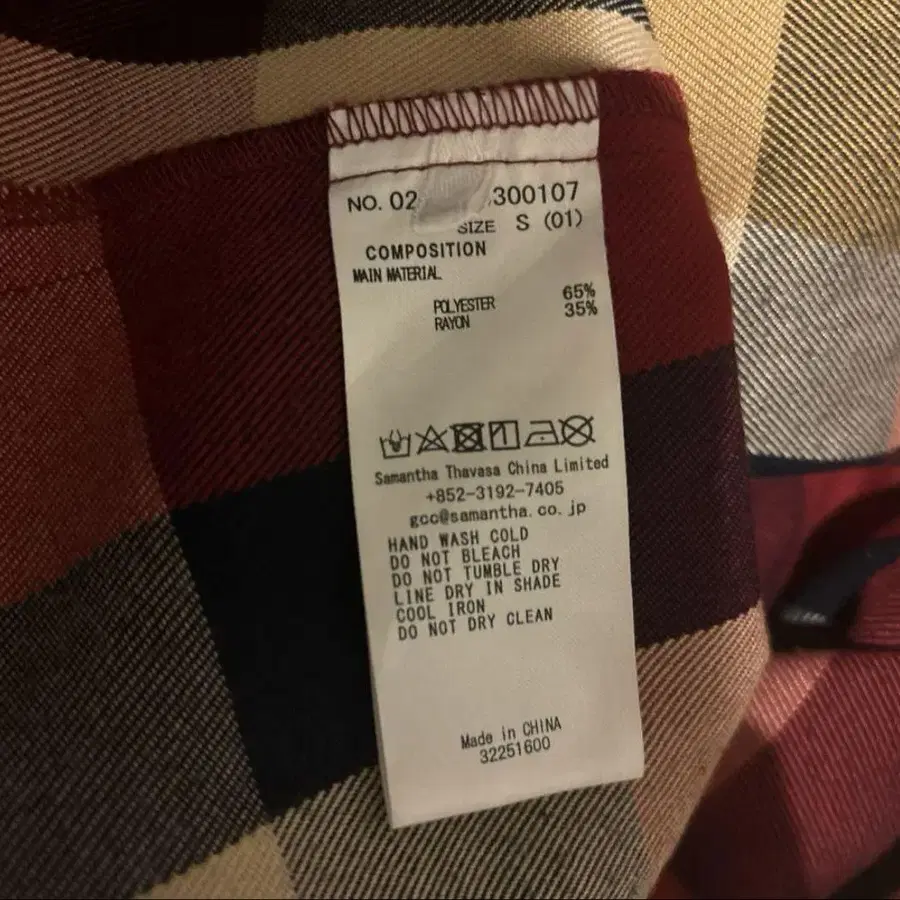 NO. 02 300107
SIZE S (01)
COMPOSITION
MAIN MATERIAL
POLYESTER 65%
RAYON 35%
Samantha Thavasa China Limited
+852-3192-7405
gcc@samantha.co.jp
HAND WASH COLD
DO NOT BLEACH
DO NOT TUMBLE DRY
LINE DRY IN SHADE
COOL IRON
DO NOT DRY CLEAN
Made in CHINA
32251600